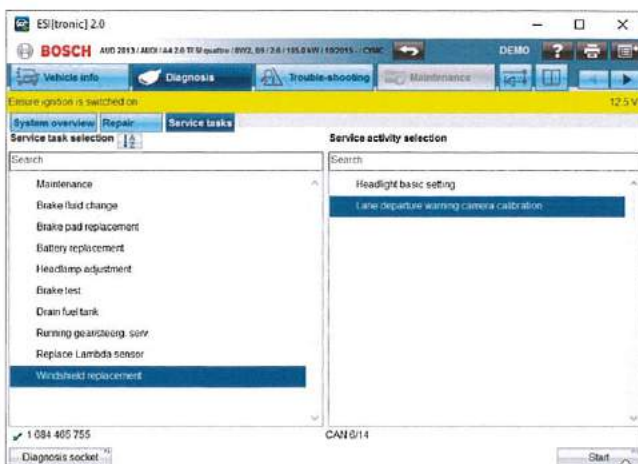 ESI[tronic] 2.0
BOSCH
DEMO
?
Vehicle info
Diagnosis
Trouble-shooting
Maintenance
Ensure ignition is switched on
12.5 V
System overview
Repair
Service tasks
Service task selection
Search
Maintenance
Brake fluid change
Brake pad replacement
Battery replacement
Headlamp adjustment
Brake test
Drain fuel tank
Running gear/steerg. serv.
Replace Lambda sensor
Windshield replacement
Service activity selection
Search
Headlight basic setting
Lane departure warning camera calibration
1 684 465 755
CAN 6/14
Diagnosis socket
Start